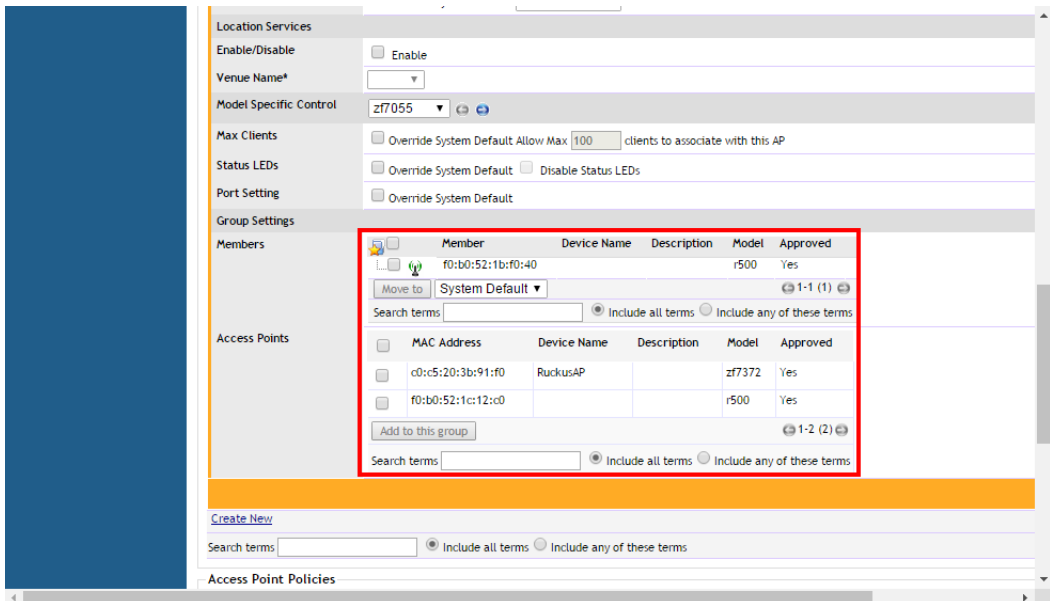 Location Services
Enable/Disable Enable
Venue Name*
Model Specific Control zf7055
Max Clients Override System Default Allow Max 100 clients to associate with this AP
Status LEDs Override System Default Disable Status LEDs
Port Setting Override System Default
Group Settings
Members Member Device Name Description Model Approved
f0:b0:52:1b:f0:40 r500 Yes
Move to System Default 1-1 (1)
Search terms Include all terms Include any of these terms
Access Points MAC Address Device Name Description Model Approved
c0:c5:20:3b:91:f0 RuckusAP zf7372 Yes
f0:b0:52:1c:12:c0 r500 Yes
Add to this group 1-2 (2)
Search terms Include all terms Include any of these terms
Create New
Search terms Include all terms Include any of these terms
Access Point Policies